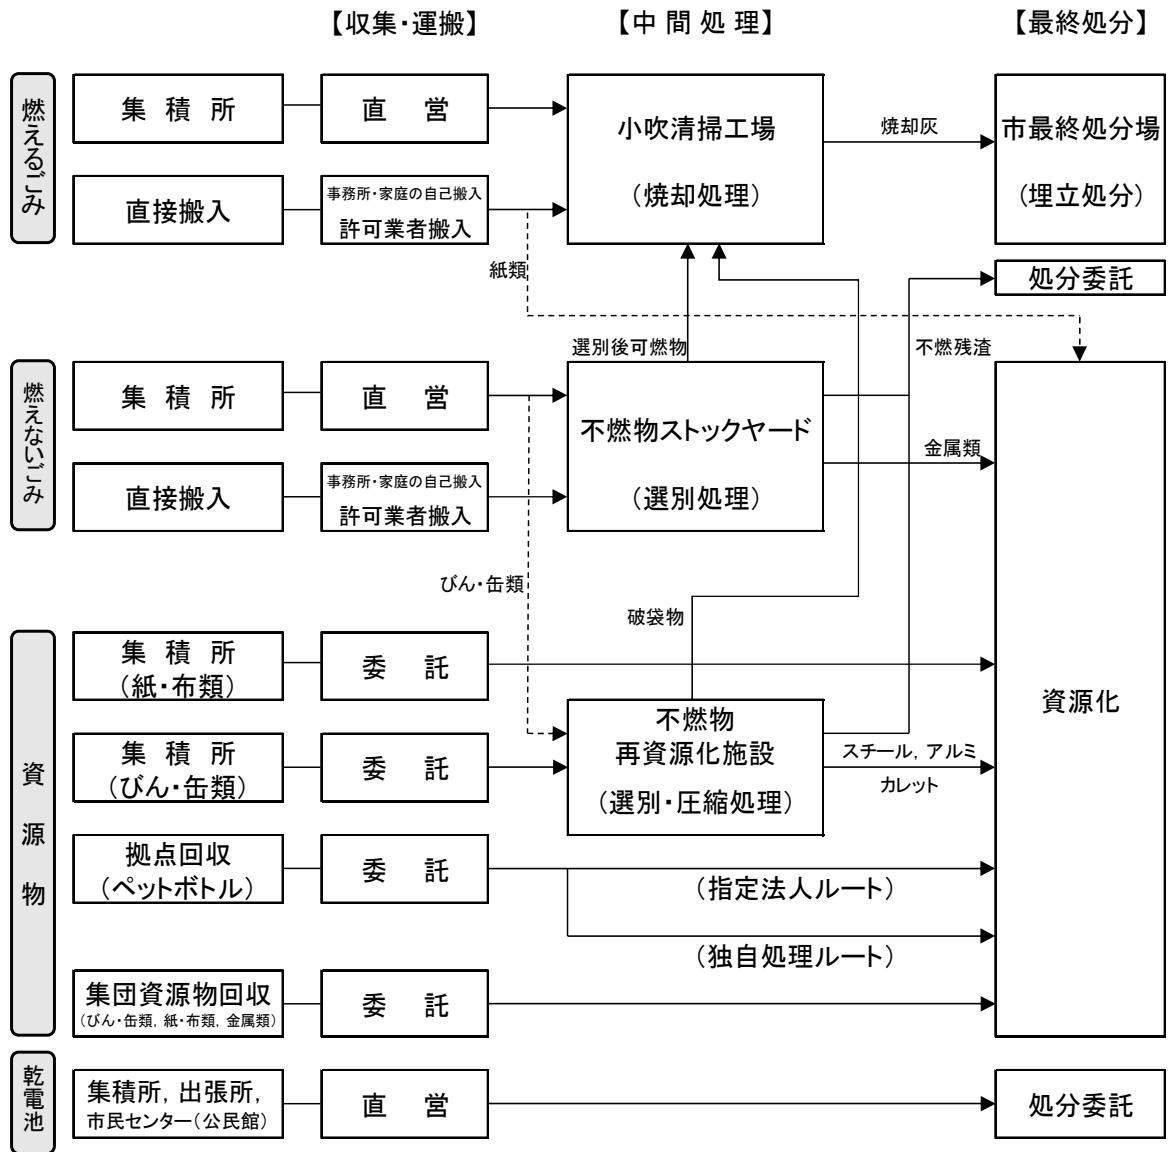 【収集・運搬】
【中間処理】
【最終処分】
燃えるごみ
集積所
直営
小吹清掃工場
(焼却処理)
焼却灰
市最終処分場
(埋立処分)
直接搬入
事務所・家庭の自己搬入
許可業者搬入
紙類
処分委託
選別後可燃物
不燃残渣
燃えないごみ
集積所
直営
不燃物ストックヤード
(選別処理)
金属類
直接搬入
事務所・家庭の自己搬入
許可業者搬入
びん・缶類
破袋物
資源物
集積所
(紙・布類)
委託
資源化
集積所
(びん・缶類)
委託
不燃物
再資源化施設
(選別・圧縮処理)
スチール，アルミ
カレット
拠点回収
(ペットボトル)
委託
(指定法人ルート)
(独自処理ルート)
集団資源物回収
(びん・缶類，紙・布類，金属類)
委託
乾電池
集積所，出張所，
市民センター(公民館)
直営
処分委託